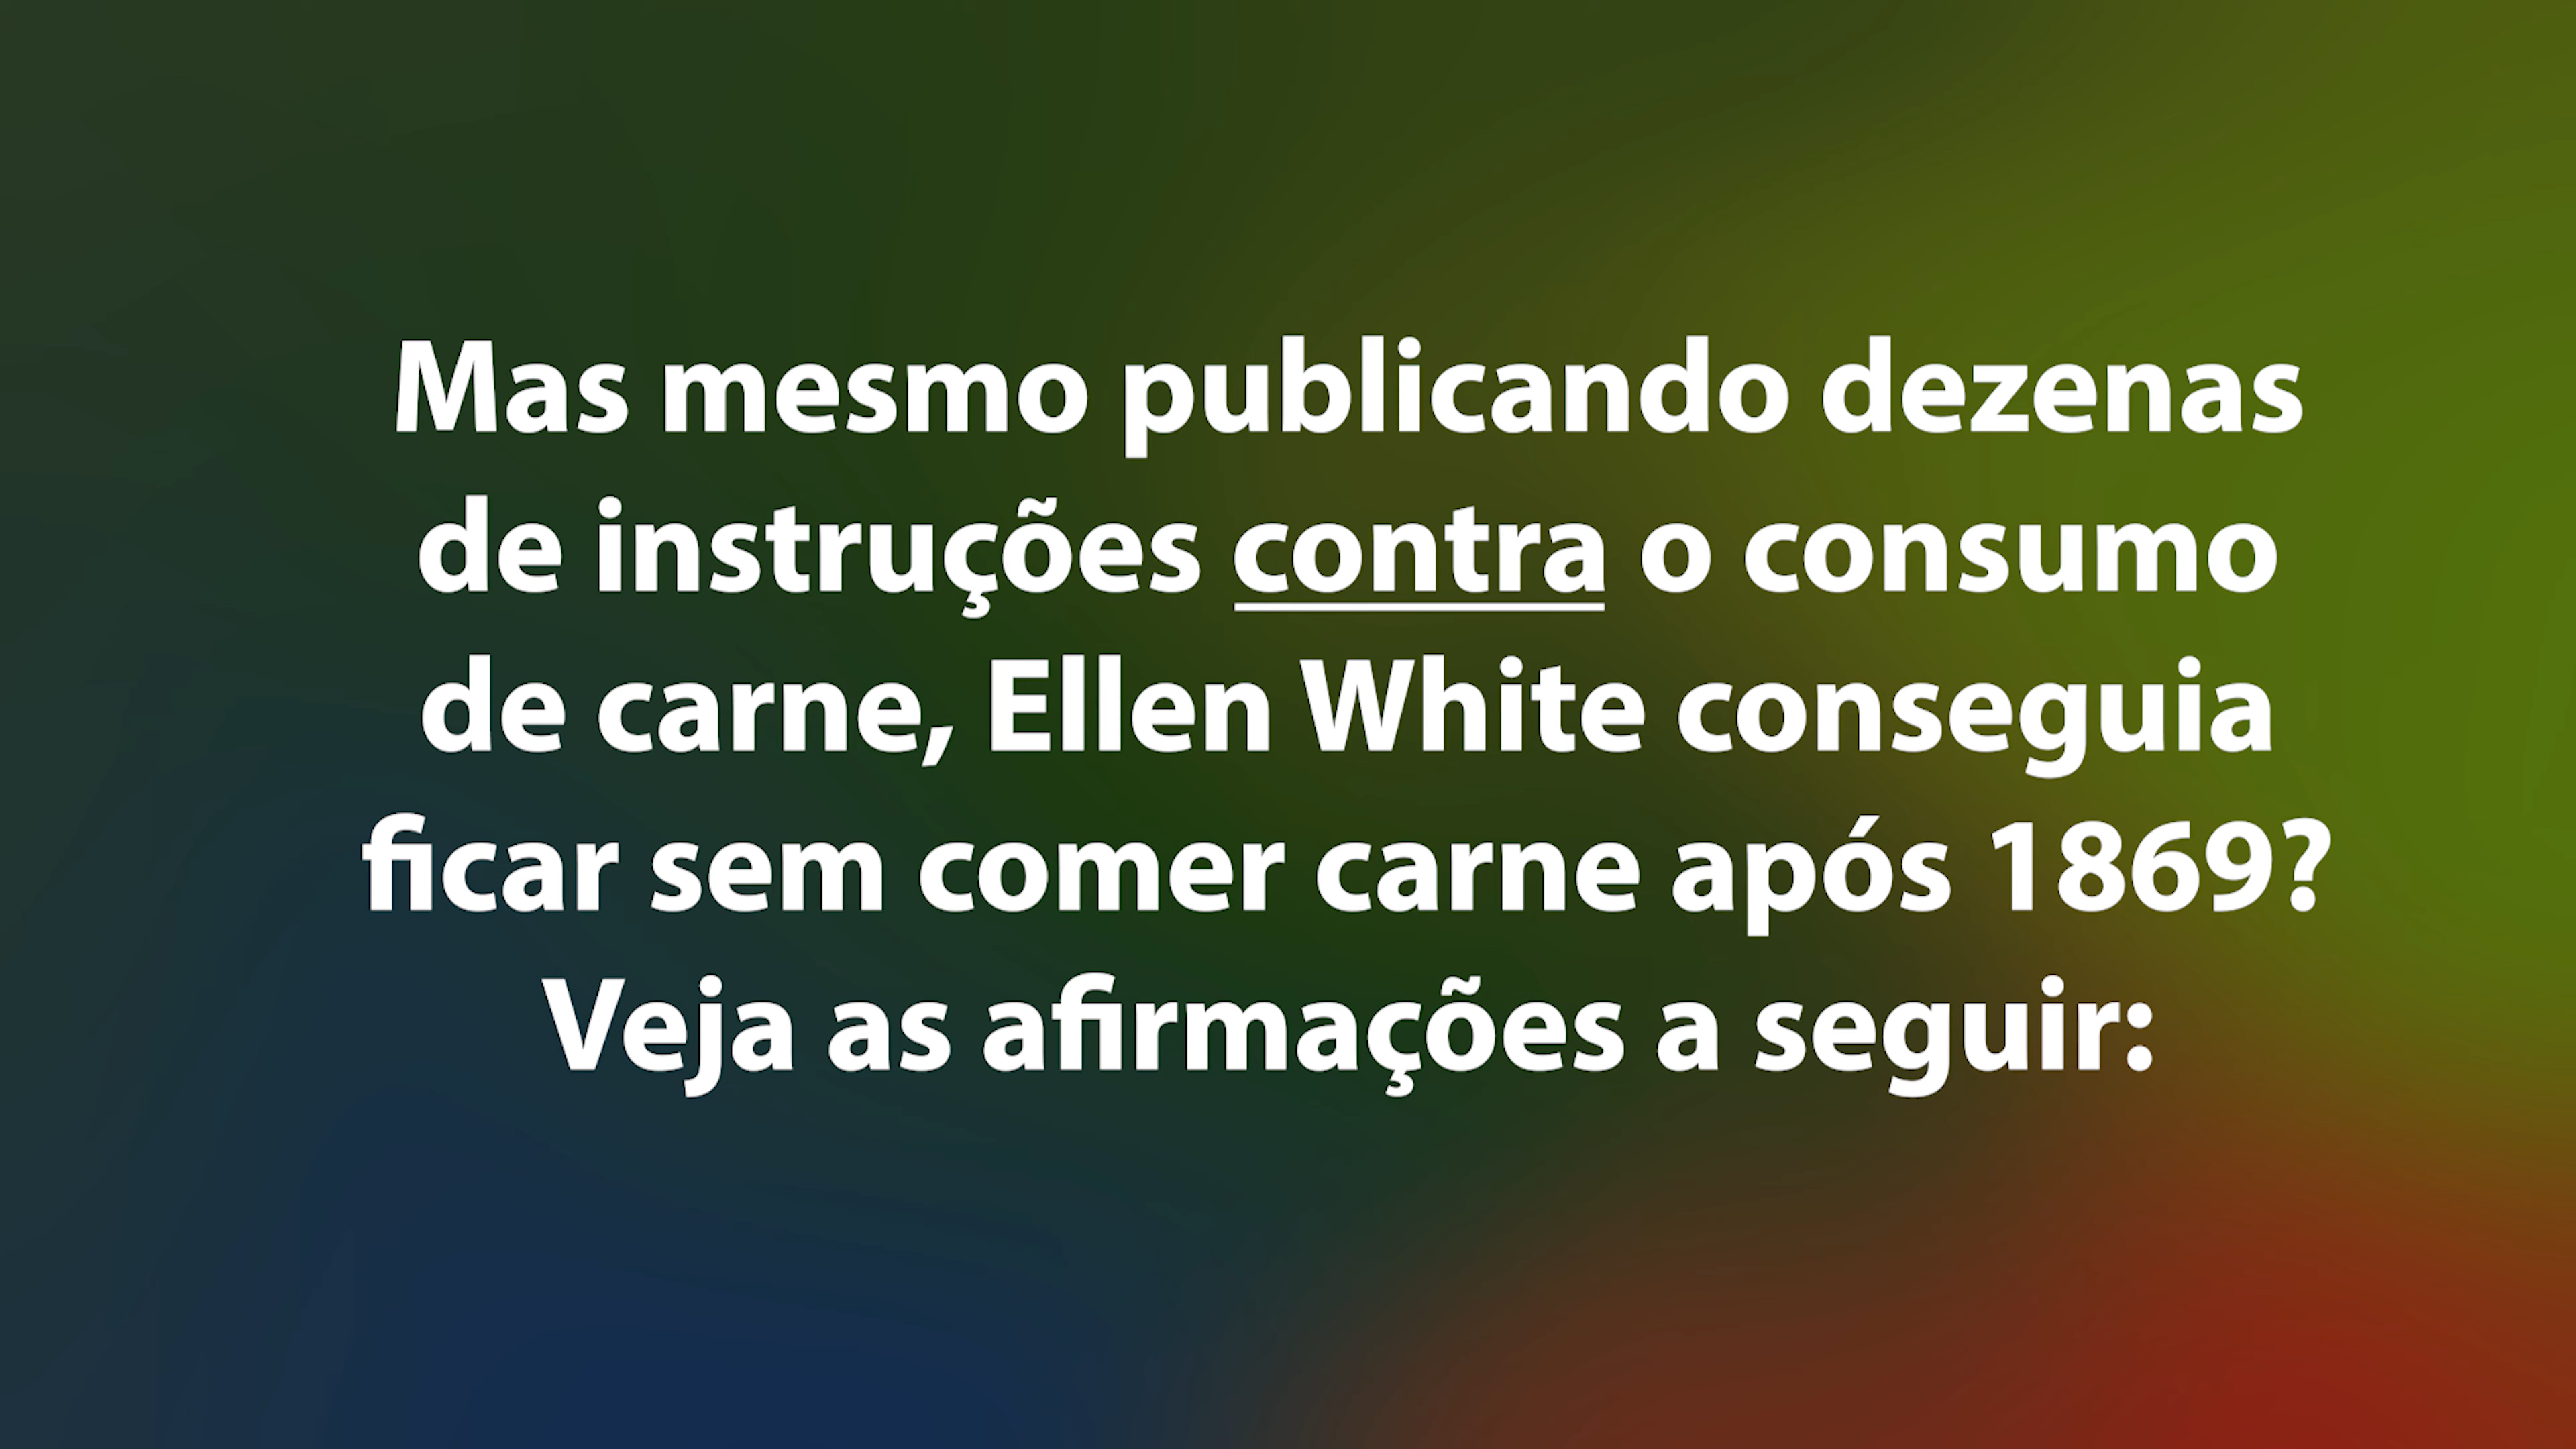 Mas mesmo publicando dezenas
de instruções contra o consumo
de carne, Ellen White conseguia
ficar sem comer carne após 1869?
Veja as afirmações a seguir: